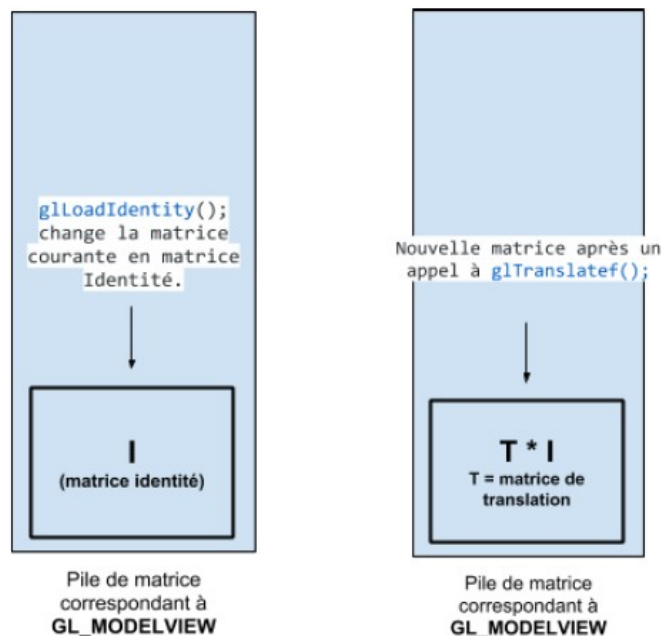 glLoadIdentity();
change la matrice
courante en matrice
Identité.
I
(matrice identité)
Pile de matrice
correspondant à
GL_MODELVIEW
Nouvelle matrice après un
appel à glTranslatef();
T * I
T = matrice de
translation
Pile de matrice
correspondant à
GL_MODELVIEW